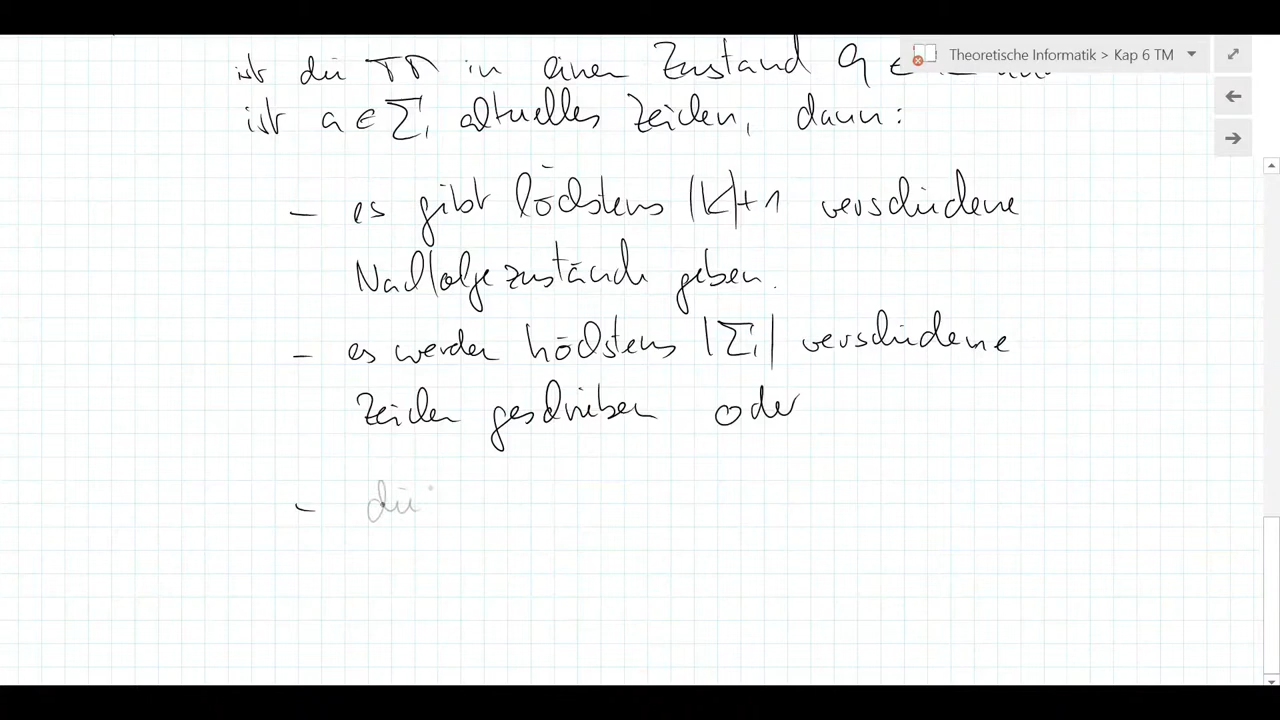 Theoretische Informatik > Kap 6 TM
ist die TM in einem Zustand q ∈
ist a ∈ Σ, aktuelles Zeichen, dann:
– es gibt höchstens |K|+1 verschiedene
Nachfolgezustände geben.
– es werden höchstens |Σ| verschiedene
Zeichen geschrieben oder
– die